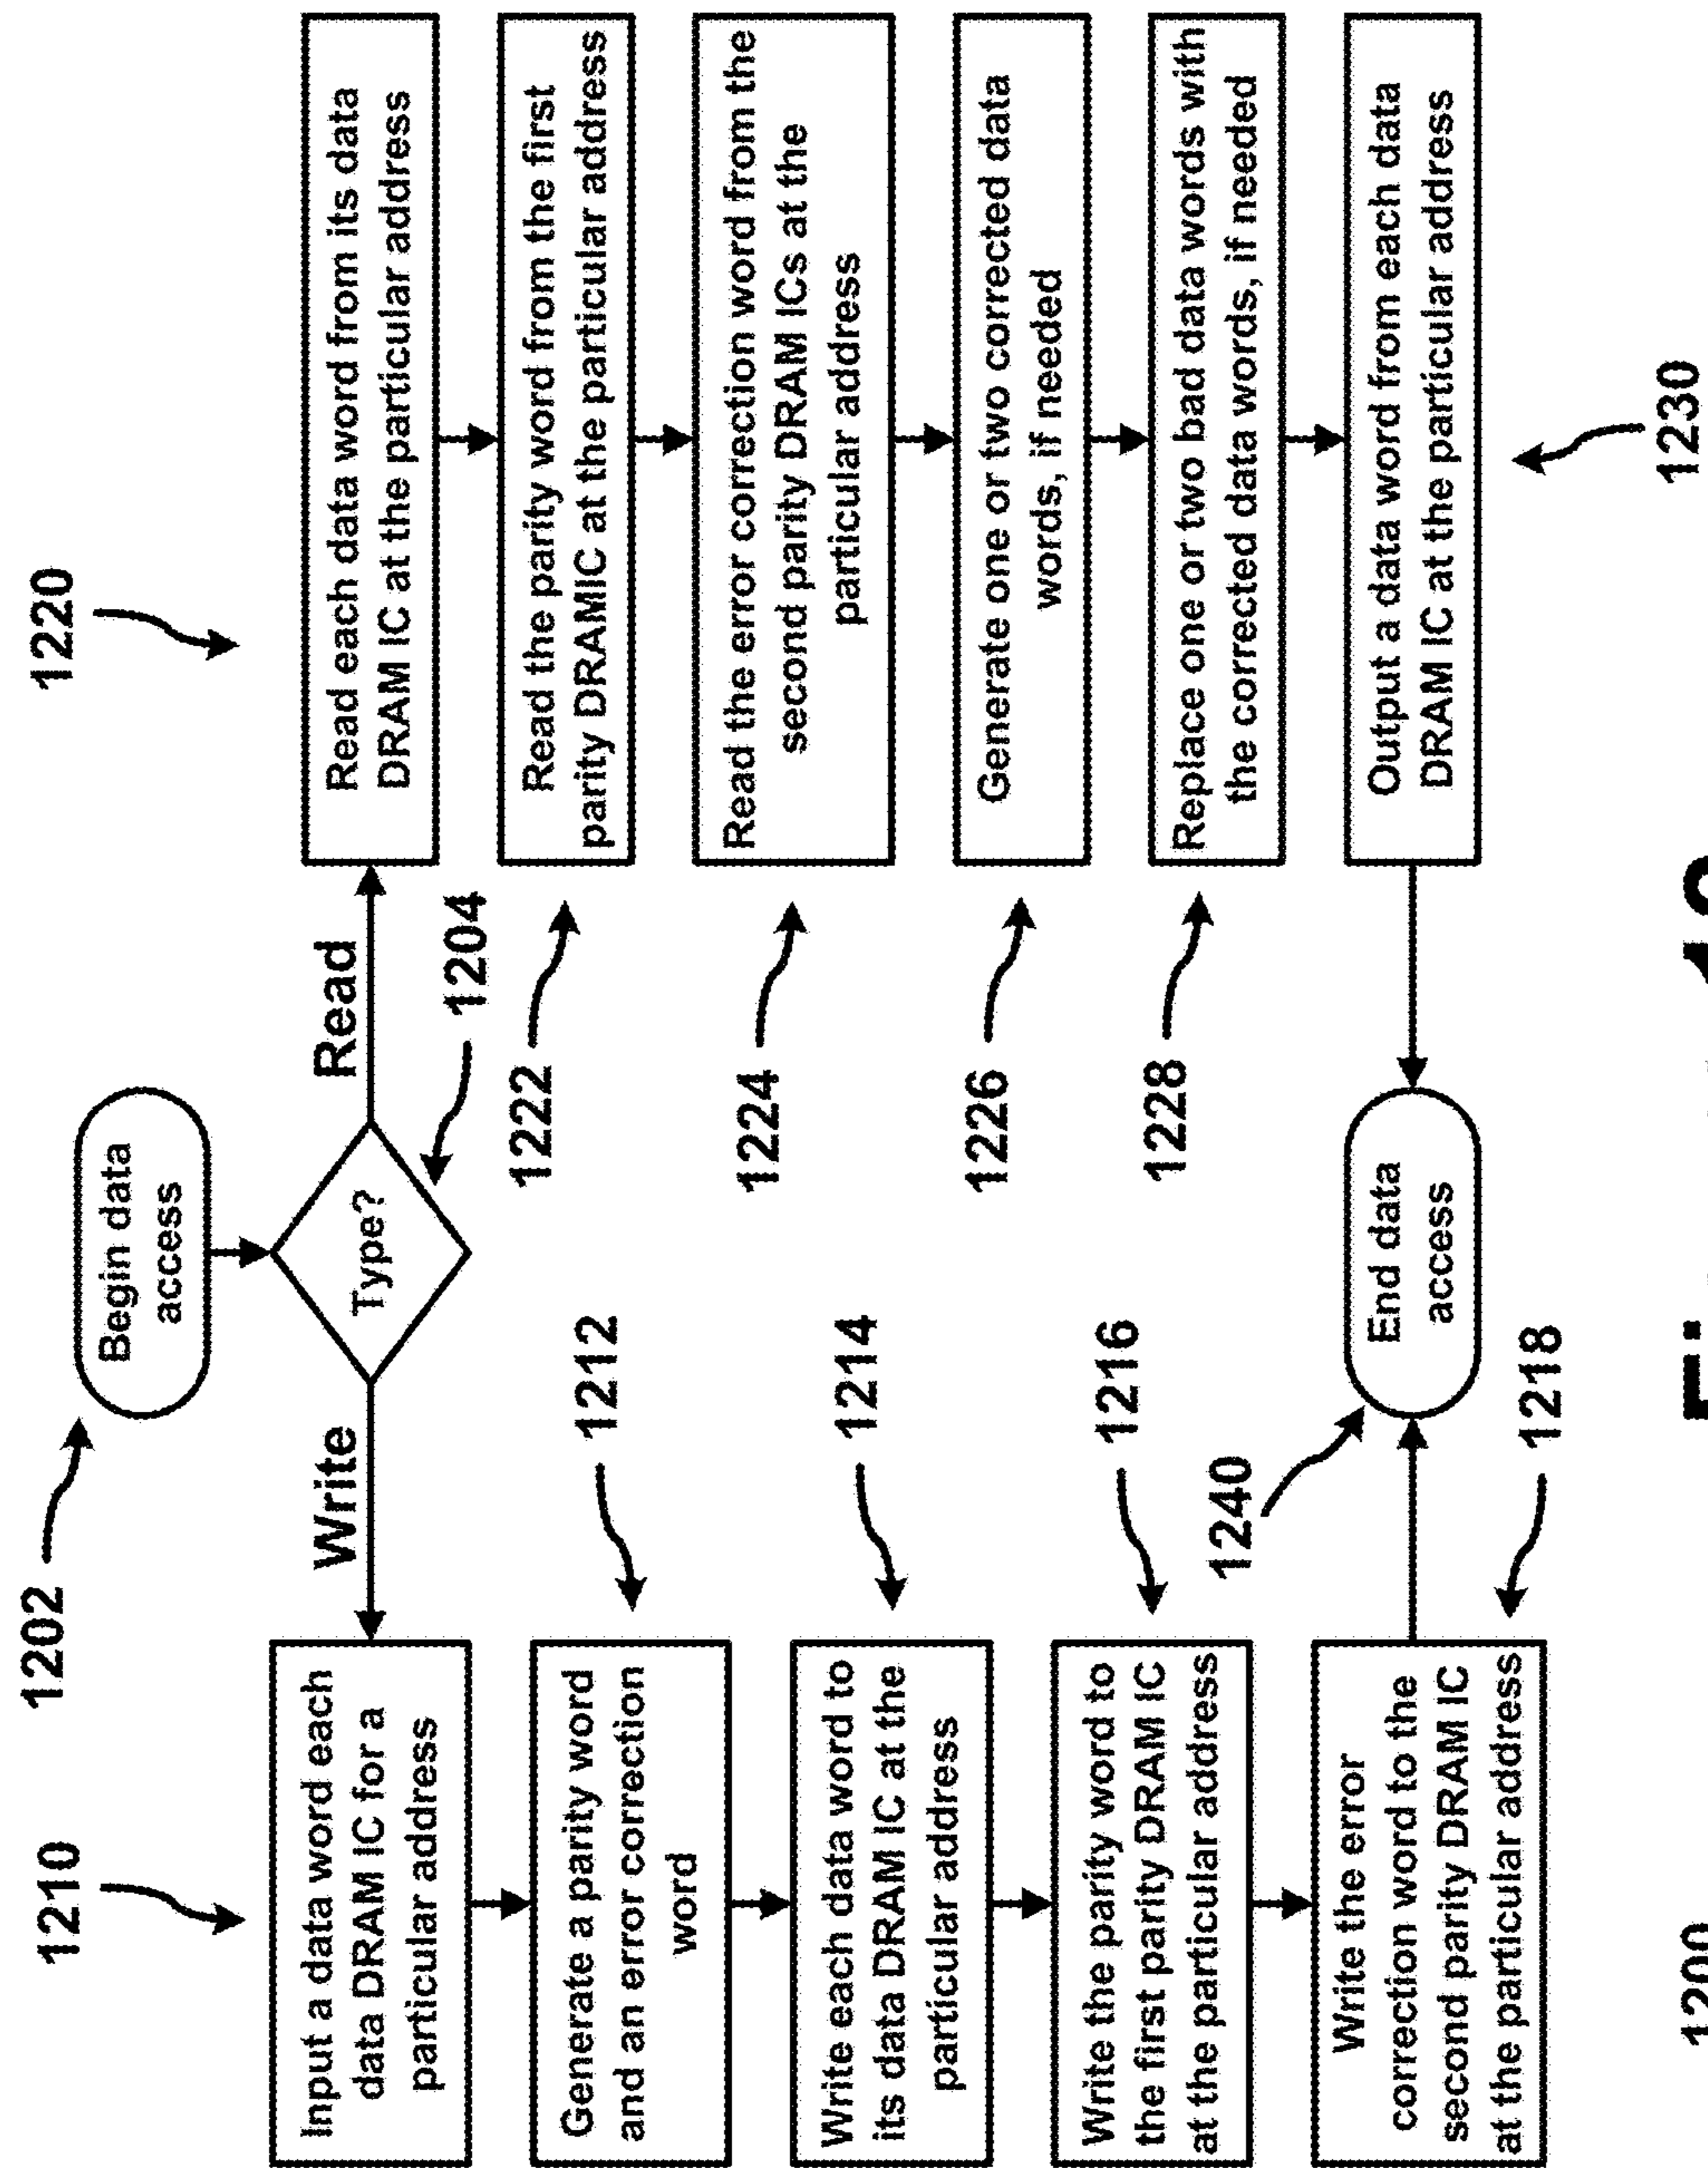 1202
Begin data
access
1210
1220
Write
Type?
Read
1204
Input a data word each
data DRAM IC for a
particular address
1212
Generate a parity word
and an error correction
word
1214
Write each data word to
its data DRAM IC at the
particular address
1216
Write the parity word to
the first parity DRAM IC
at the particular address
Write the error
correction word to the
second parity DRAM IC
at the particular address
1218
Read each data word from its data
DRAM IC at the particular address
1222
Read the parity word from the first
parity DRAMIC at the particular address
1224
Read the error correction word from the
second parity DRAM ICs at the
particular address
1226
Generate one or two corrected data
words, if needed
1228
Replace one or two bad data words with
the corrected data words, if needed
Output a data word from each data
DRAM IC at the particular address
1230
1240
End data
access
1200